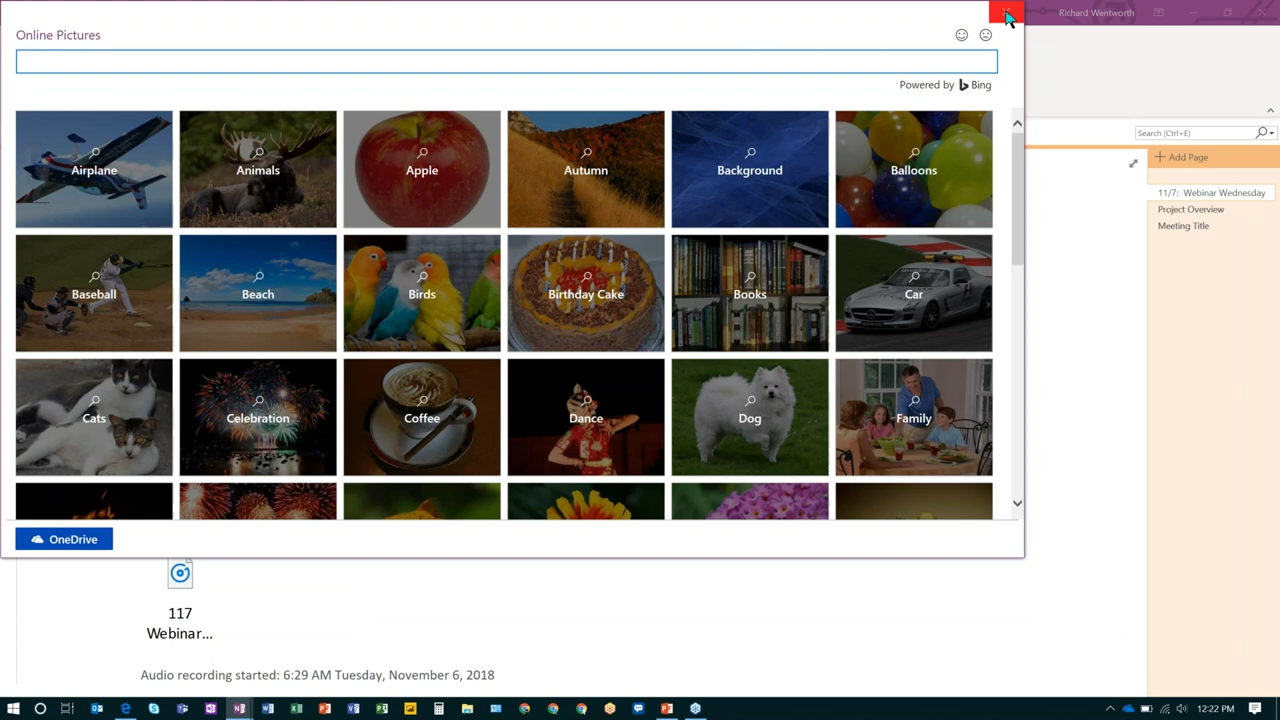 Richard Wentworth
Online Pictures
Powered by Bing
Search (Ctrl+E)
Airplane
Animals
Apple
Autumn
Background
Balloons
Add Page
11/7: Webinar Wednesday
Project Overview
Meeting Title
Baseball
Beach
Birds
Birthday Cake
Books
Car
Cats
Celebration
Coffee
Dance
Dog
Family
OneDrive
117
Webinar...
Audio recording started: 6:29 AM Tuesday, November 6, 2018
12:22 PM